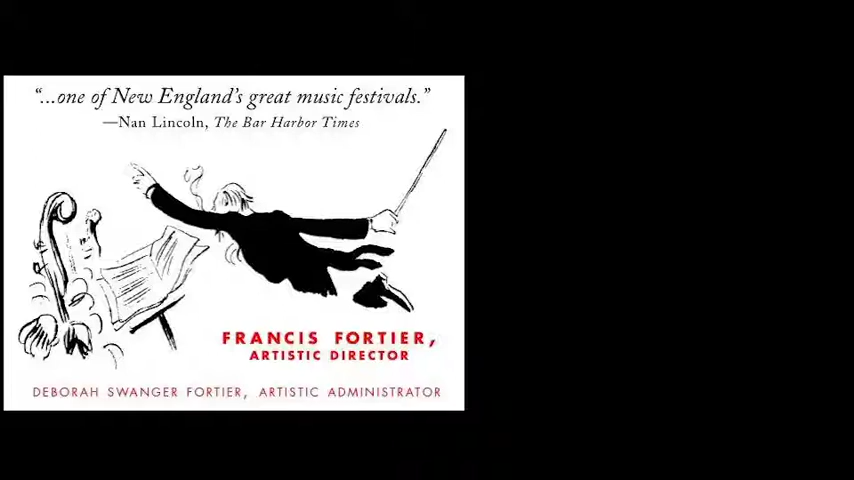 “...one of New England’s great music festivals.”
—Nan Lincoln, The Bar Harbor Times
FRANCIS FORTIER,
ARTISTIC DIRECTOR
DEBORAH SWANGER FORTIER, ARTISTIC ADMINISTRATOR